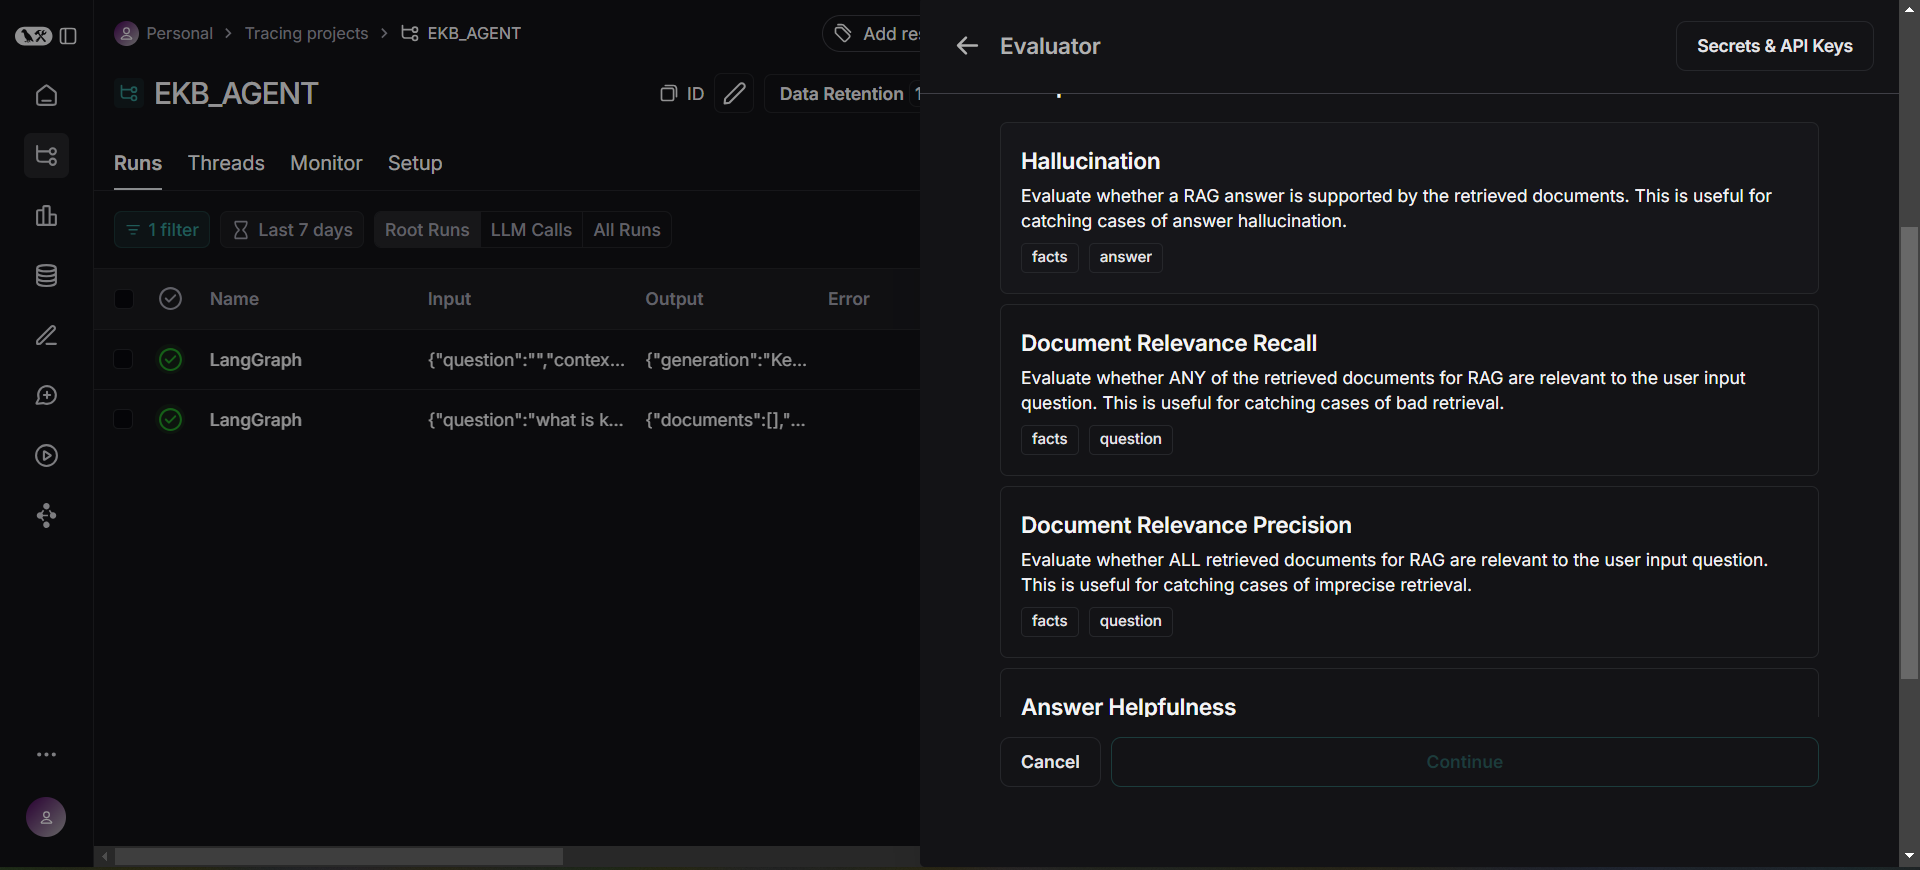 Personal > Tracing projects > EKB_AGENT
Add res
EKB_AGENT
ID
Data Retention 1
Runs Threads Monitor Setup
1 filter
Last 7 days
Root Runs LLM Calls All Runs
Name Input Output Error
LangGraph {"question":"","contex... {"generation":"Ke...
LangGraph {"question":"what is k... {"documents":[],"...
Evaluator
Secrets & API Keys
Hallucination
Evaluate whether a RAG answer is supported by the retrieved documents. This is useful for
catching cases of answer hallucination.
facts answer
Document Relevance Recall
Evaluate whether ANY of the retrieved documents for RAG are relevant to the user input
question. This is useful for catching cases of bad retrieval.
facts question
Document Relevance Precision
Evaluate whether ALL retrieved documents for RAG are relevant to the user input question.
This is useful for catching cases of imprecise retrieval.
facts question
Answer Helpfulness
Cancel Continue